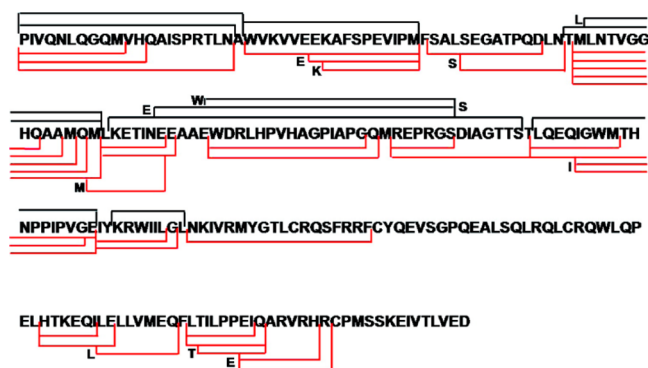 L
PIVQNLQGQMVHQAISPRTLNAWVKVVEEKAFSPEVIPMFSALSEGATPQDLNTMLNTVGG
E
S
K
W
E
S
HQAAMQMLKETINEEAAEWDRLHPVHAGPIAPGQMREPRGSDIAGTTSTLQEQIGWMTH
I
M
NPPIPVGEIYKRWIILGLNKIVRMYGTLCRQSFRRFCYQEVSGPQEALSQLRQLCRQWLQP
ELHTKEQILELLVMEQFLTILPPEIQARVRHRCPMSSKEIVTLVED
L
T
E